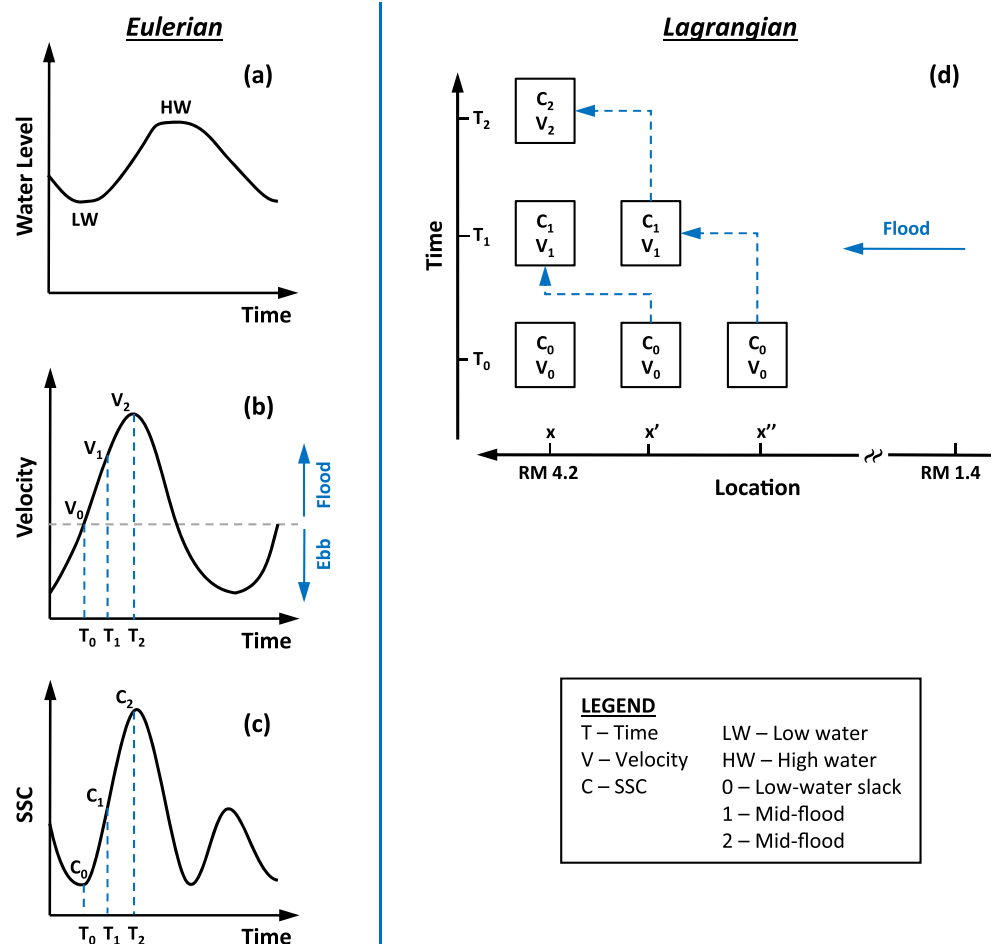 Eulerian
(a)
HW
LW
Water Level
Time
(b)
V2
V1
V0
Velocity
Flood
Ebb
T0 T1 T2
Time
(c)
C2
C1
C0
SSC
T0 T1 T2
Time
Lagrangian
(d)
T2
C2
V2
T1
C1
V1
C1
V1
Flood
Time
T0
C0
V0
C0
V0
C0
V0
x x′ x′′
RM 4.2
RM 1.4
Location
LEGEND
T – Time
V – Velocity
C – SSC
LW – Low water
HW – High water
0 – Low-water slack
1 – Mid-flood
2 – Mid-flood